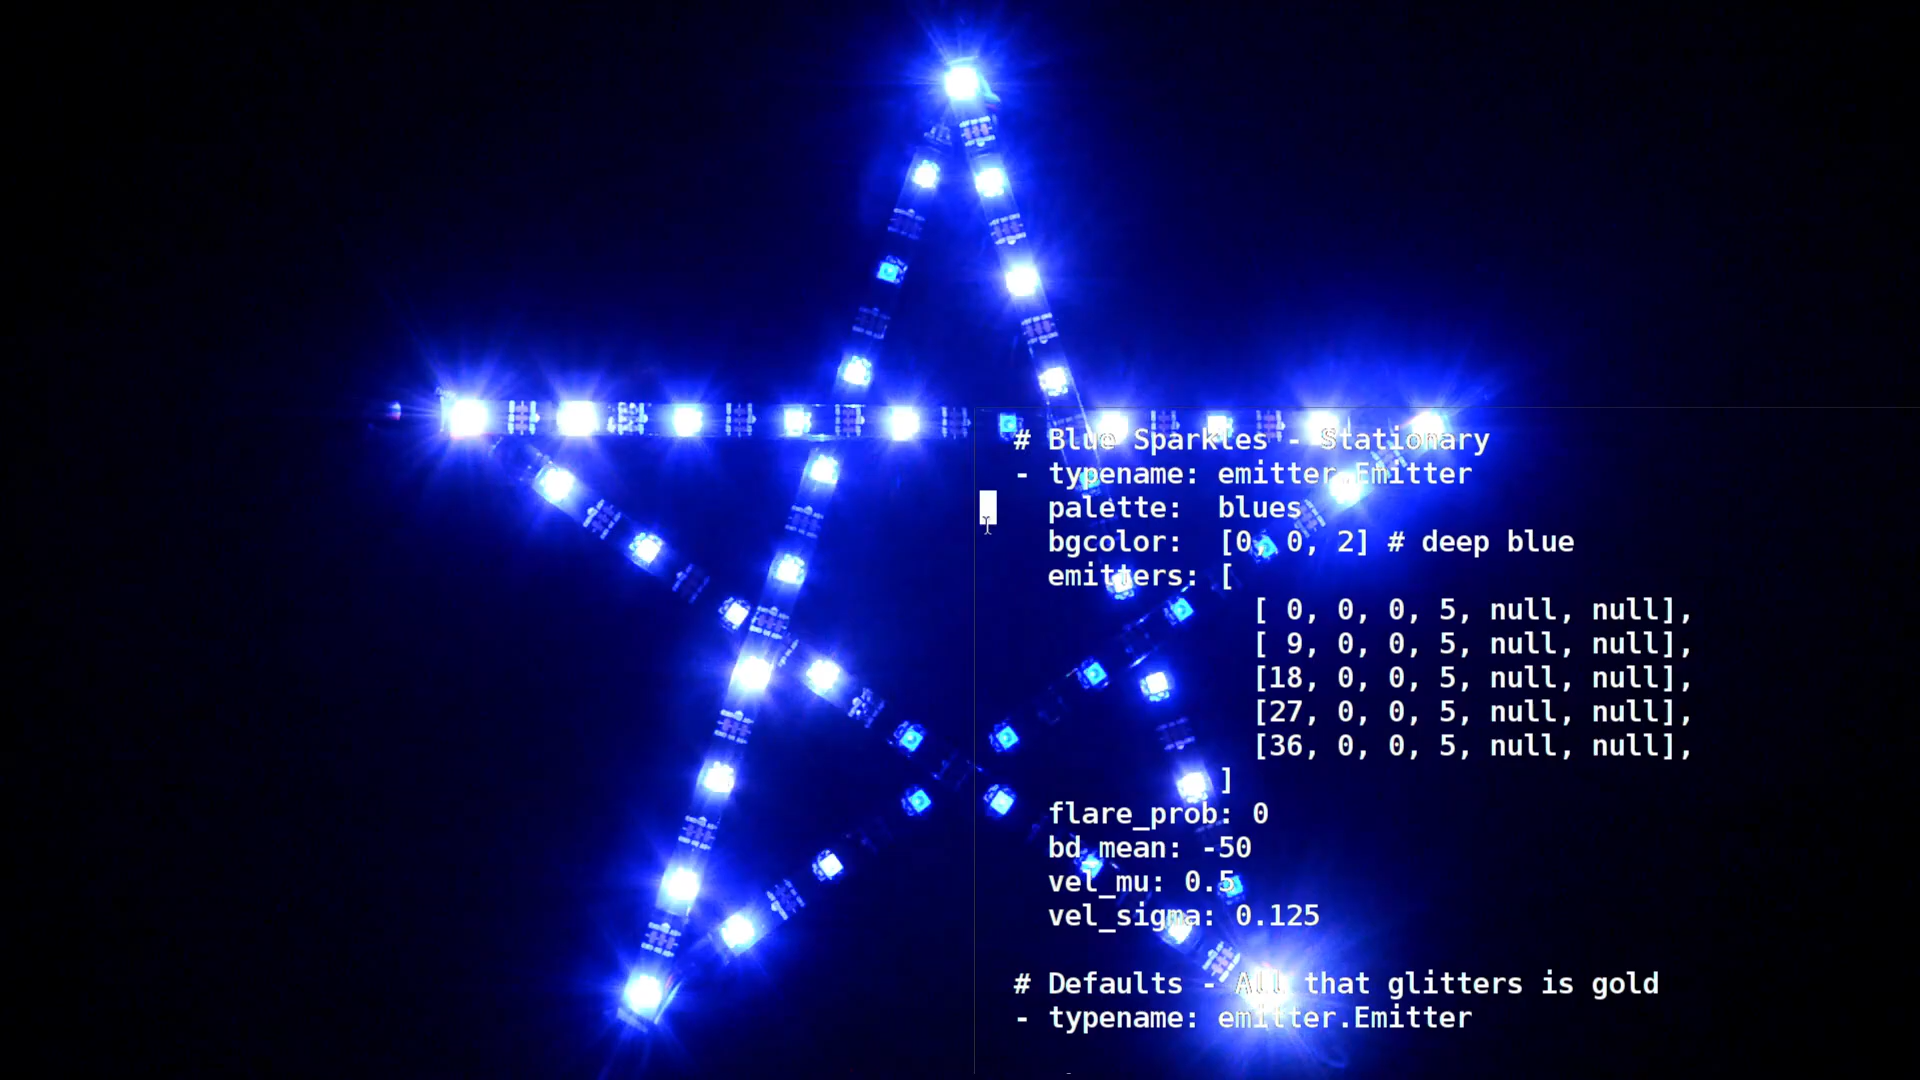 # Blue Sparkles - Stationary
- typename: emitter.Emitter
palette: blues
bgcolor: [0, 0, 2] # deep blue
emitters: [
[ 0, 0, 0, 5, null, null],
[ 9, 0, 0, 5, null, null],
[18, 0, 0, 5, null, null],
[27, 0, 0, 5, null, null],
[36, 0, 0, 5, null, null],
]
flare_prob: 0
bd_mean: -50
vel_mu: 0.5
vel_sigma: 0.125
# Defaults - All that glitters is gold
- typename: emitter.Emitter